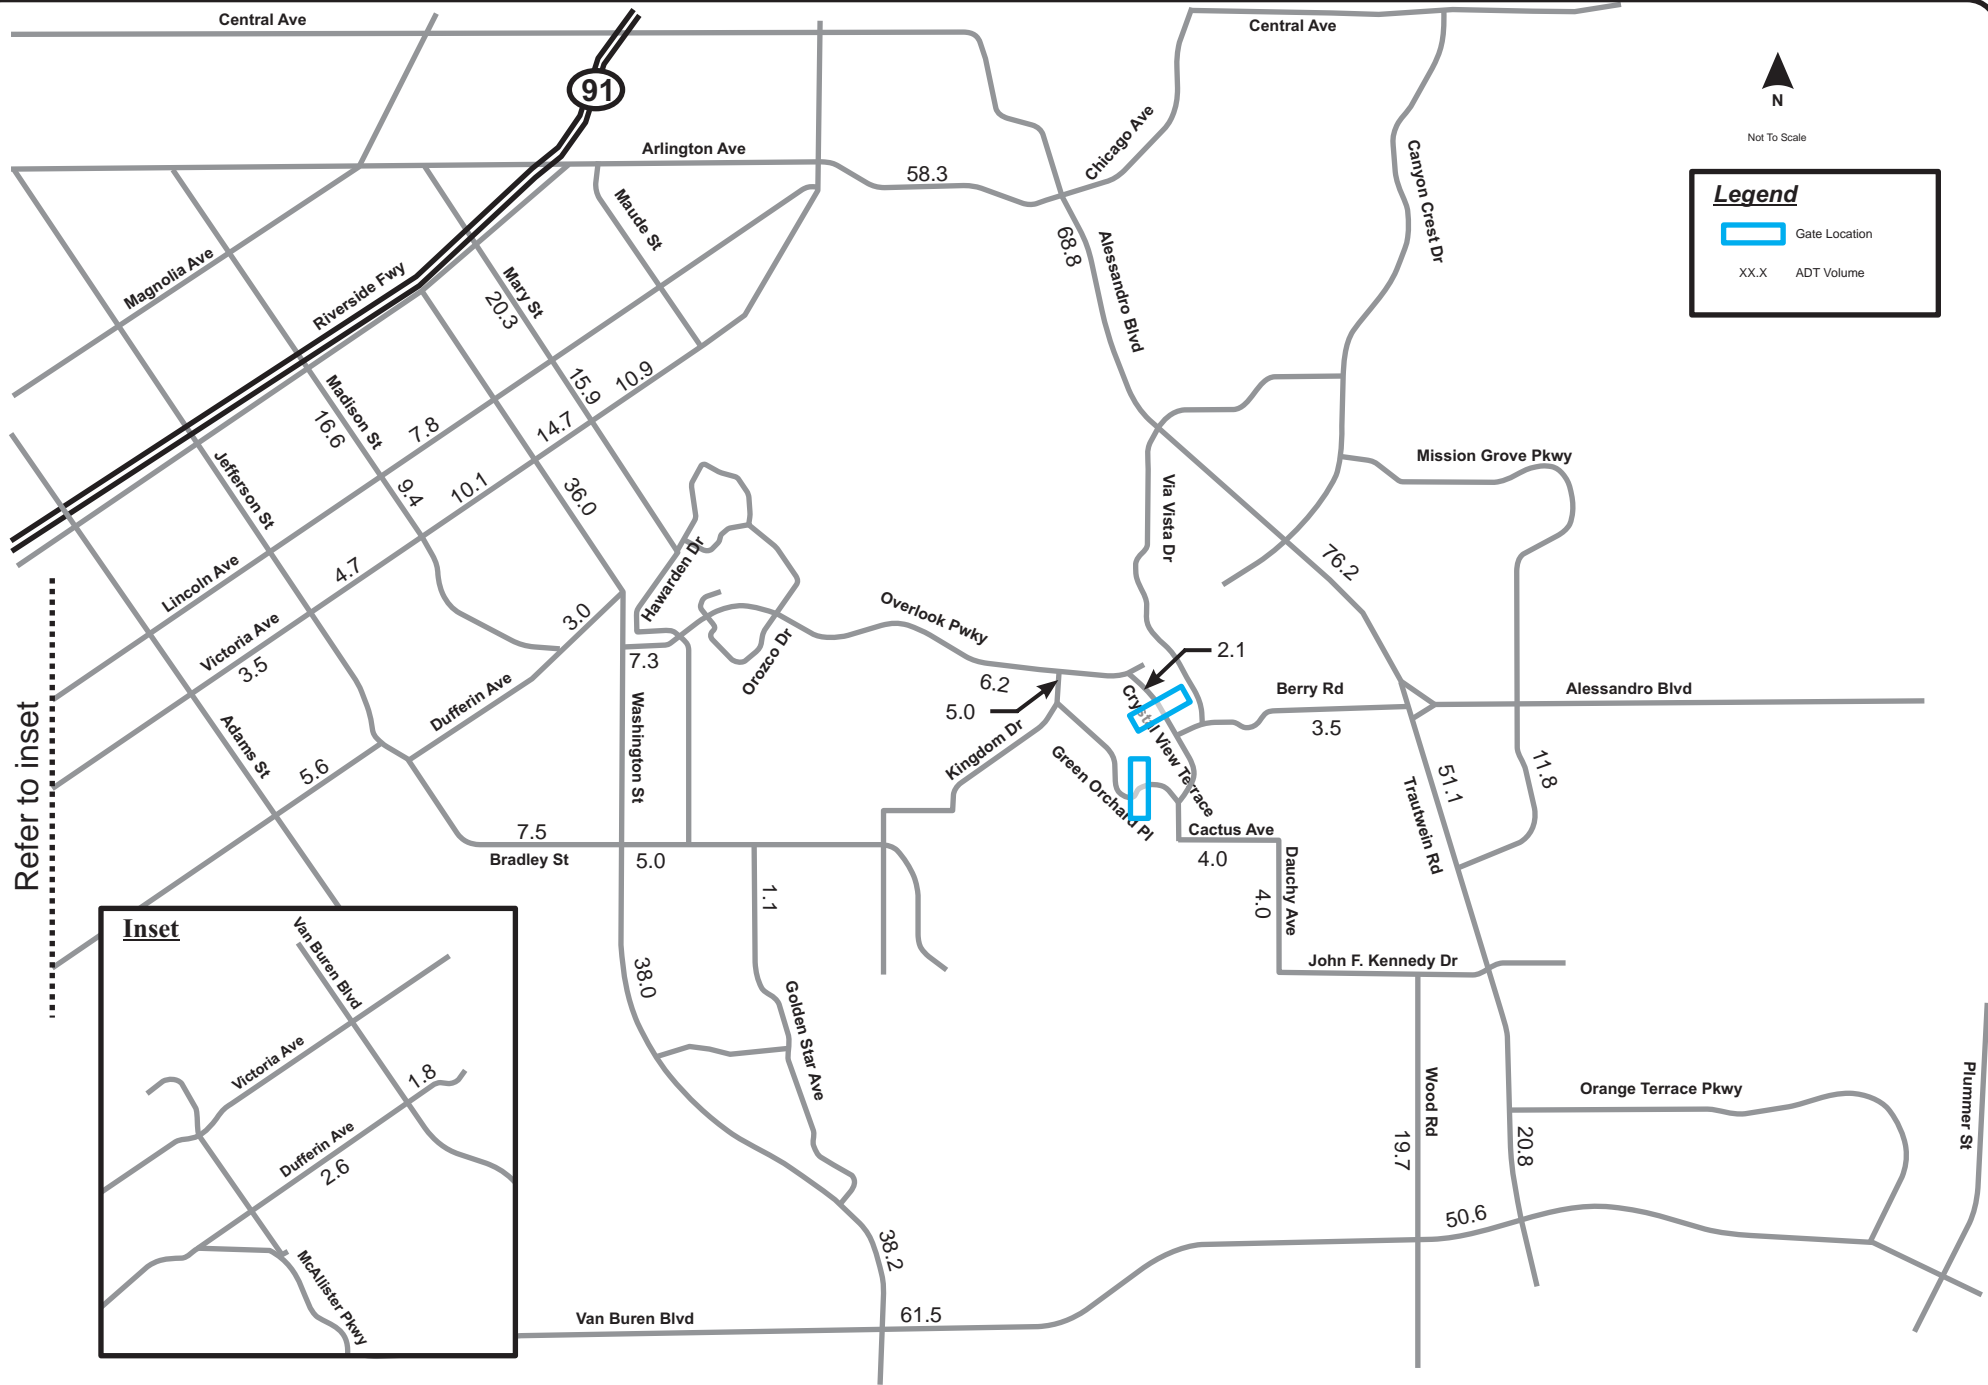 Central Ave
Central Ave
91
N
Not To Scale
Legend
Gate Location
XX.X ADT Volume
Arlington Ave
58.3
Chicago Ave
Canyon Crest Dr
Maude St
68.8
Alessandro Blvd
Magnolia Ave
Riverside Fwy
Mary St
20.3
15.9
10.9
Madison St
16.6
7.8
14.7
Jefferson St
9.4
10.1
36.0
Mission Grove Pkwy
Via Vista Dr
76.2
Lincoln Ave
4.7
Hawarden Dr
3.0
Victoria Ave
3.5
Overlook Pwky
Orozco Dr
7.3
6.2
2.1
5.0
Refer to inset
Adams St
Dufferin Ave
5.6
Washington St
Kingdom Dr
Green Orchard Pl
Crystal View Terrace
Berry Rd
3.5
Alessandro Blvd
11.8
51.1
Trautwein Rd
7.5
Bradley St
5.0
Cactus Ave
4.0
Dauchy Ave
4.0
1.1
38.0
Golden Star Ave
John F. Kennedy Dr
Wood Rd
19.7
20.8
Orange Terrace Pkwy
Plummer St
50.6
38.2
61.5
Van Buren Blvd
Inset
Van Buren Blvd
Victoria Ave
1.8
Dufferin Ave
2.6
McAllister Pkwy